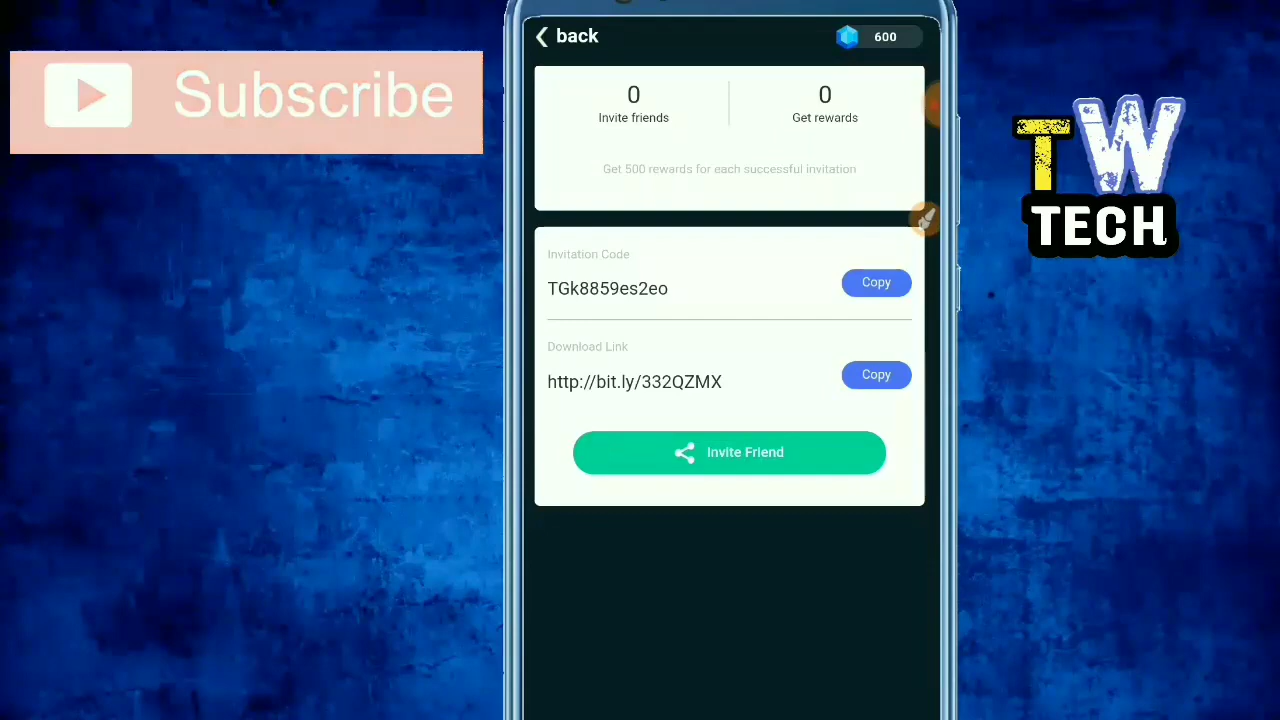 Subscribe
back
600
0
Invite friends
0
Get rewards
Get 500 rewards for each successful invitation
Invitation Code
TGk8859es2eo
Copy
Download Link
http://bit.ly/332QZMX
Copy
Invite Friend
TW
TECH